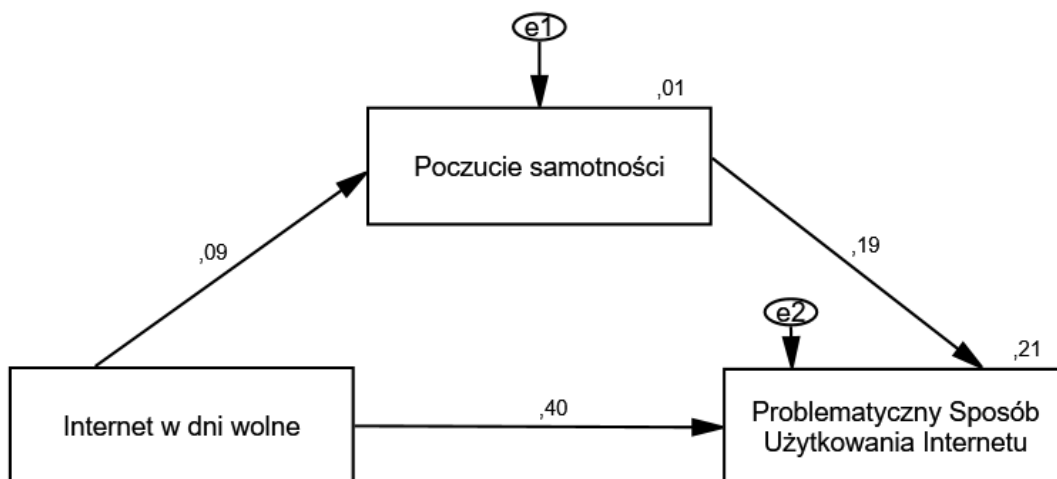 e1
,01
Poczucie samotności
,09
,19
e2
,21
Internet w dni wolne
,40
Problematyczny Sposób
Użytkowania Internetu